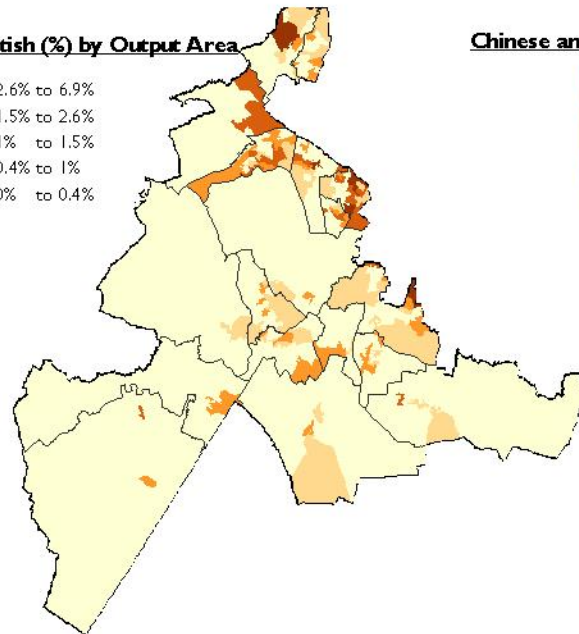 tish (%) by Output Area
2.6% to 6.9%
1.5% to 2.6%
1% to 1.5%
0.4% to 1%
0% to 0.4%
Chinese an